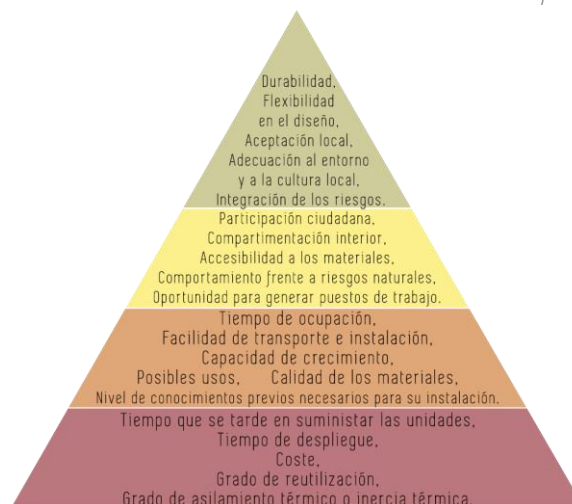 Durabilidad,
Flexibilidad
en el diseño,
Aceptación local,
Adecuación al entorno
y a la cultura local,
Integración de los riesgos.
Participación ciudadana,
Compartimentación interior,
Accesibilidad a los materiales,
Comportamiento frente a riesgos naturales,
Oportunidad para generar puestos de trabajo.
Tiempo de ocupación,
Facilidad de transporte e instalación,
Capacidad de crecimiento,
Posibles usos, Calidad de los materiales,
Nivel de conocimientos previos necesarios para su instalación.
Tiempo que se tarde en suministar las unidades,
Tiempo de despliegue,
Coste,
Grado de reutilización,
Grado de asilamiento térmico o inercia térmica.